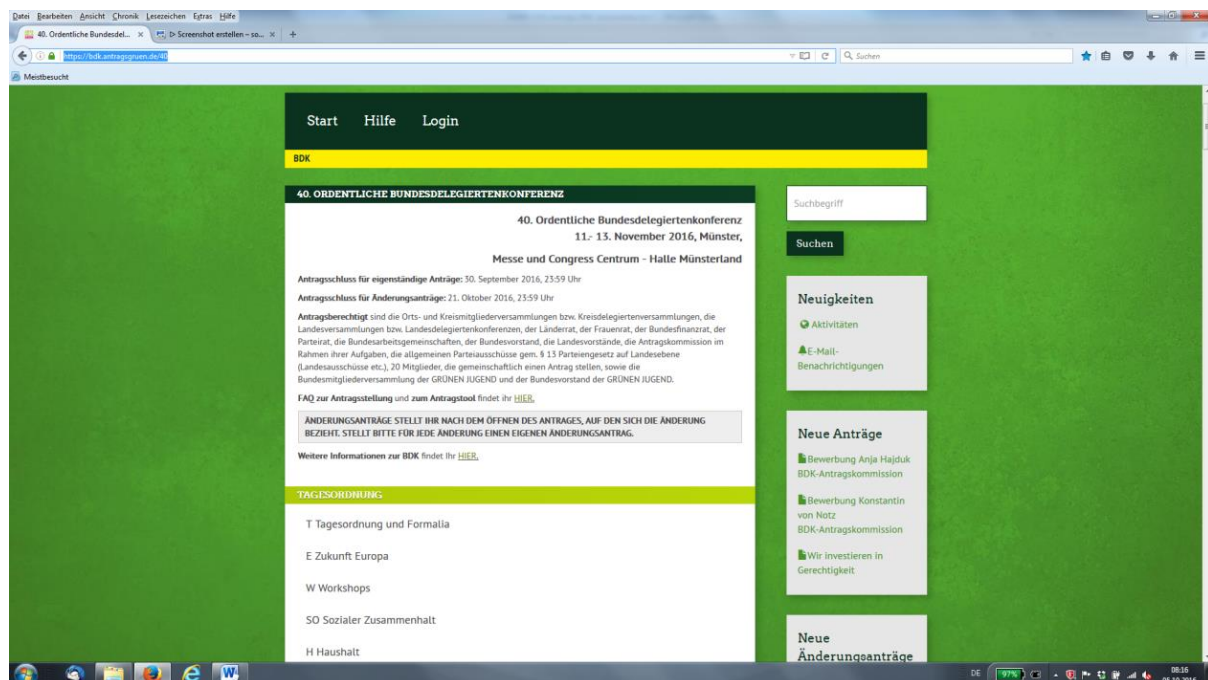 Datei Bearbeiten Ansicht Chronik Lesezeichen Extras Hilfe
40. Ordentliche Bundesdel... × ▷ Screenshot erstellen – so... × +
https://bdk.antragsgruen.de/40
Suchen
Meistbesucht
Start Hilfe Login
BDK
40. ORDENTLICHE BUNDESDELEGIERTENKONFERENZ
40. Ordentliche Bundesdelegiertenkonferenz
11.- 13. November 2016, Münster,
Messe und Congress Centrum - Halle Münsterland
Antragsschluss für eigenständige Anträge: 30. September 2016, 23:59 Uhr
Antragsschluss für Änderungsanträge: 21. Oktober 2016, 23:59 Uhr
Antragsberechtigt sind die Orts- und Kreismitgliederversammlungen bzw. Kreisdelegiertenversammlungen, die
Landesversammlungen bzw. Landesdelegiertenkonferenzen, der Länderrat, der Frauenrat, der Bundesfinanzrat, der
Parteirat, die Bundesarbeitsgemeinschaften, der Bundesvorstand, die Landesvorstände, die Antragskommission im
Rahmen ihrer Aufgaben, die allgemeinen Parteiausschüsse gem. § 13 Parteiengesetz auf Landesebene
(Landesausschüsse etc.), 20 Mitglieder, die gemeinschaftlich einen Antrag stellen, sowie die
Bundesmitgliederversammlung der GRÜNEN JUGEND und der Bundesvorstand der GRÜNEN JUGEND.
FAQ zur Antragsstellung und zum Antragstool findet ihr HIER.
ÄNDERUNGSANTRÄGE STELLT IHR NACH DEM ÖFFNEN DES ANTRAGES, AUF DEN SICH DIE ÄNDERUNG
BEZIEHT. STELLT BITTE FÜR JEDE ÄNDERUNG EINEN EIGENEN ÄNDERUNGSANTRAG.
Weitere Informationen zur BDK findet Ihr HIER.
TAGESORDNUNG
T Tagesordnung und Formalia
E Zukunft Europa
W Workshops
SO Sozialer Zusammenhalt
H Haushalt
Suchbegriff
Suchen
Neuigkeiten
Aktivitäten
E-Mail-
Benachrichtigungen
Neue Anträge
Bewerbung Anja Hajduk
BDK-Antragskommission
Bewerbung Konstantin
von Notz
BDK-Antragskommission
Wir investieren in
Gerechtigkeit
Neue
Änderungsanträge
DE 97% 08:16
05.10.2016